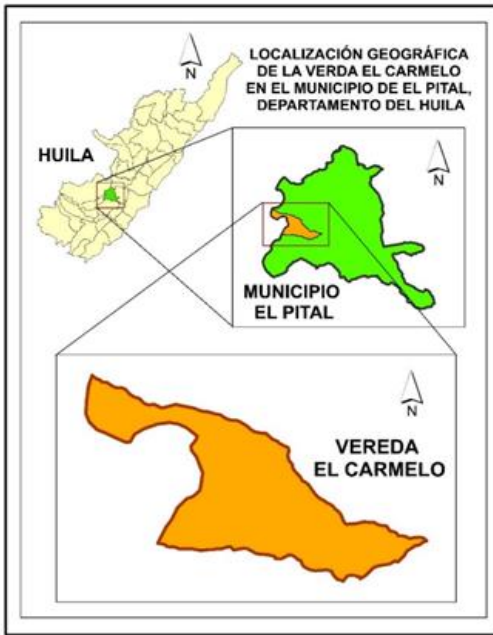 LOCALIZACIÓN GEOGRÁFICA
DE LA VERDA EL CARMELO
EN EL MUNICIPIO DE EL PITAL,
DEPARTAMENTO DEL HUILA
N
HUILA
N
MUNICIPIO
EL PITAL
N
VEREDA
EL CARMELO